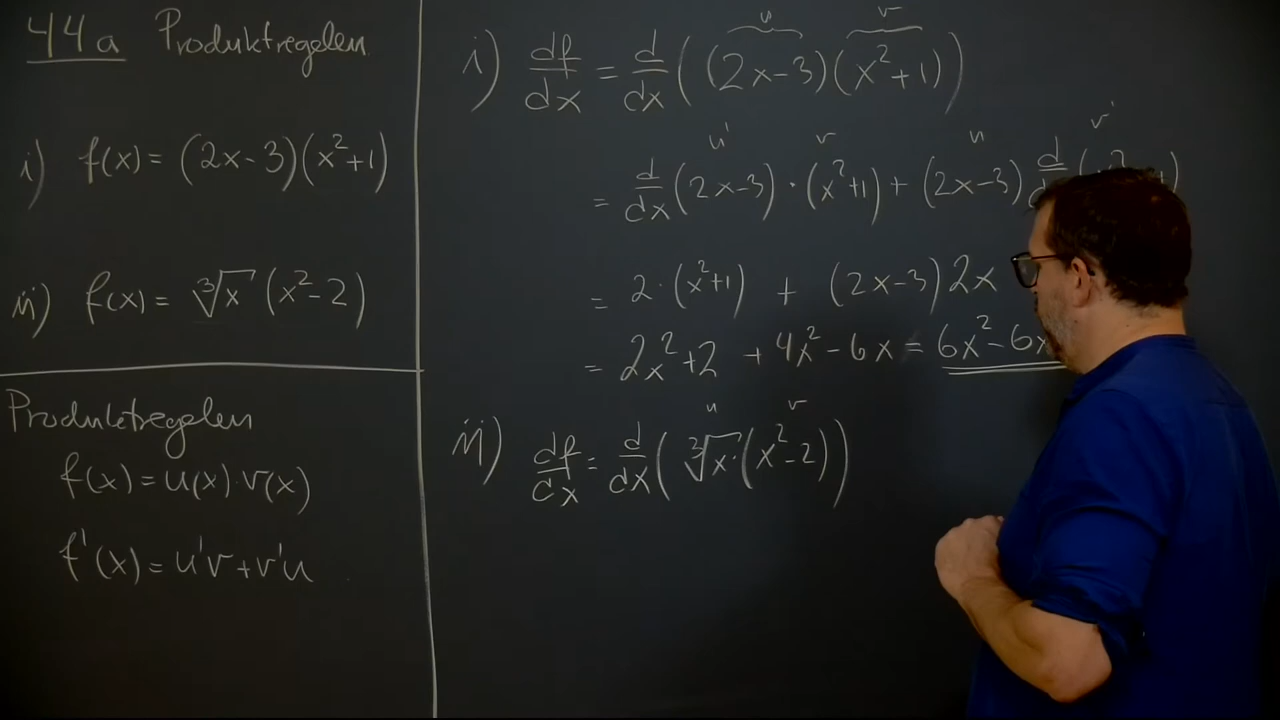 44a Produktregelen
i) f(x) = (2x-3)(x²+1)
ii) f(x) = ∛x (x²-2)
Produktregelen
f(x) = u(x)·v(x)
f'(x) = u'v + v'u
u v
i) df/dx = d/dx ((2x-3)(x²+1))
u' v u v'
= d/dx (2x-3) · (x²+1) + (2x-3) d/dx (
= 2·(x²+1) + (2x-3) 2x
= 2x²+2 + 4x² - 6x = 6x² - 6x
u v
ii) df/dx = d/dx (∛x·(x²-2))